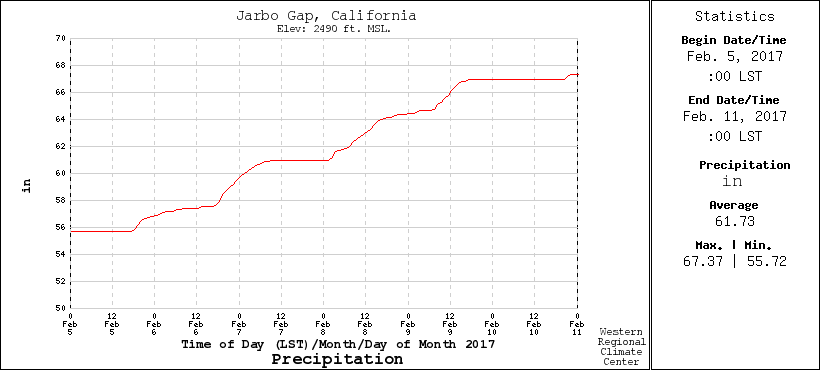 Jarbo Gap, California
Elev: 2490 ft. MSL.
70
68
66
64
62
60
58
56
54
52
50
in
0 12 0 12 0 12 0 12 0 12 0 12 0
Feb Feb Feb Feb Feb Feb Feb Feb Feb Feb Feb Feb Feb
5 5 6 6 7 7 8 8 9 9 10 10 11
Time of Day (LST)/Month/Day of Month 2017
Precipitation
Western
Regional
Climate
Center
Statistics
Begin Date/Time
Feb. 5, 2017
:00 LST
End Date/Time
Feb. 11, 2017
:00 LST
Precipitation
in
Average
61.73
Max. | Min.
67.37 | 55.72